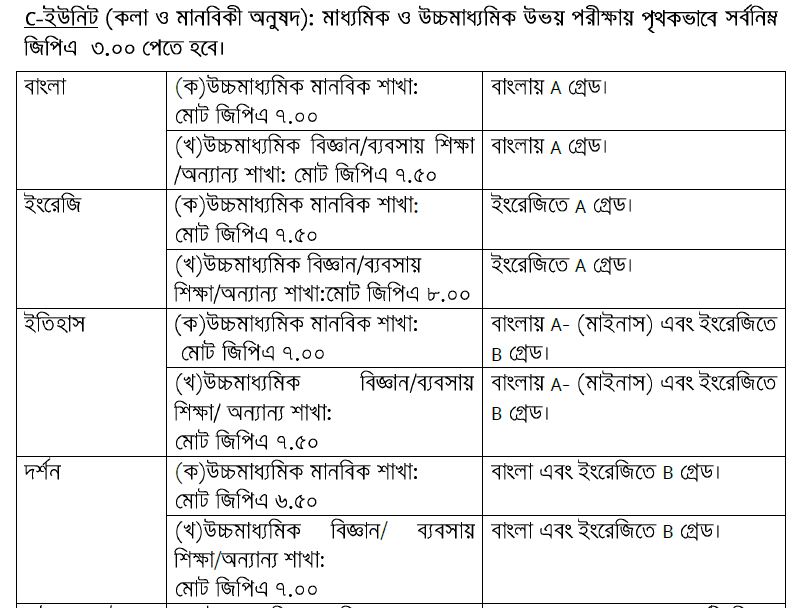 C-ইউনিট (কলা ও মানবিকী অনুষদ): মাধ্যমিক ও উচ্চমাধ্যমিক উভয় পরীক্ষায় পৃথকভাবে সর্বনিম্ন
জিপিএ ৩.০০ পেতে হবে।
বাংলা
(ক)উচ্চমাধ্যমিক মানবিক শাখা:
মোট জিপিএ ৭.০০
বাংলায় A গ্রেড।
(খ)উচ্চমাধ্যমিক বিজ্ঞান/ব্যবসায় শিক্ষা
/অন্যান্য শাখা: মোট জিপিএ ৭.৫০
বাংলায় A গ্রেড।
ইংরেজি
(ক)উচ্চমাধ্যমিক মানবিক শাখা:
মোট জিপিএ ৭.৫০
ইংরেজিতে A গ্রেড।
(খ)উচ্চমাধ্যমিক বিজ্ঞান/ব্যবসায়
শিক্ষা/অন্যান্য শাখা:মোট জিপিএ ৮.০০
ইংরেজিতে A গ্রেড।
ইতিহাস
(ক)উচ্চমাধ্যমিক মানবিক শাখা:
মোট জিপিএ ৭.০০
বাংলায় A- (মাইনাস) এবং ইংরেজিতে
B গ্রেড।
(খ)উচ্চমাধ্যমিক বিজ্ঞান/ব্যবসায়
শিক্ষা/ অন্যান্য শাখা:
মোট জিপিএ ৭.৫০
বাংলায় A- (মাইনাস) এবং ইংরেজিতে
B গ্রেড।
দর্শন
(ক)উচ্চমাধ্যমিক মানবিক শাখা:
মোট জিপিএ ৬.৫০
বাংলা এবং ইংরেজিতে B গ্রেড।
(খ)উচ্চমাধ্যমিক বিজ্ঞান/ ব্যবসায়
শিক্ষা/অন্যান্য শাখা:
মোট জিপিএ ৭.০০
বাংলা এবং ইংরেজিতে B গ্রেড।